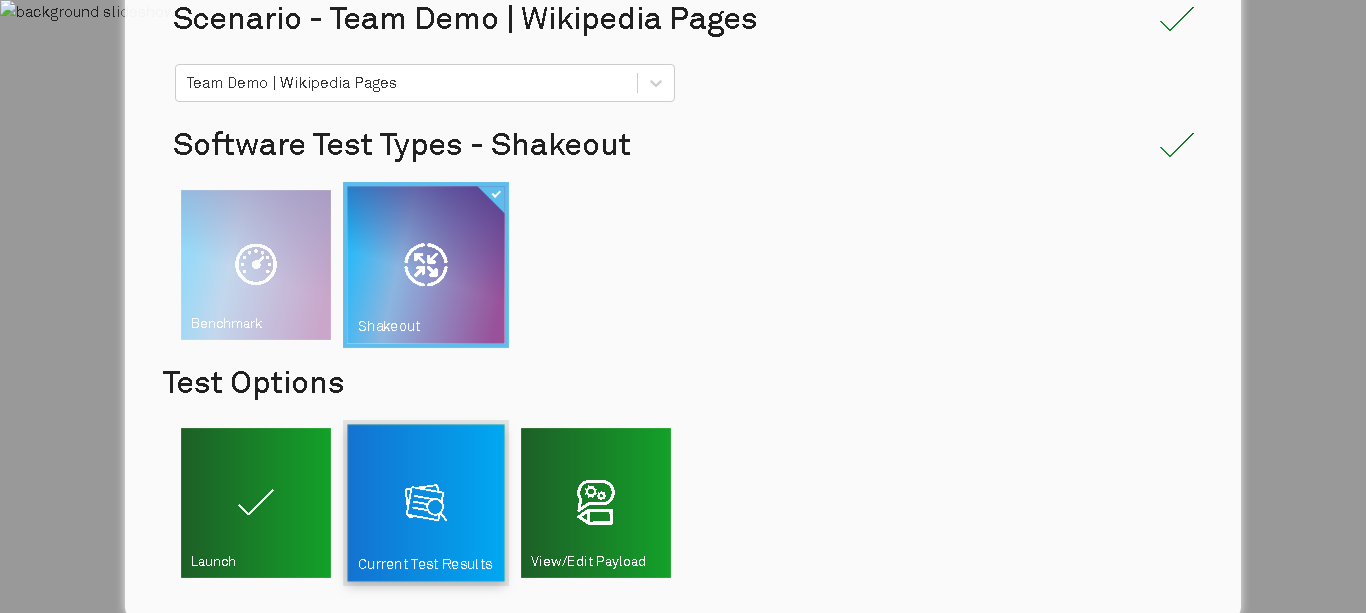 background slideshow
Scenario - Team Demo | Wikipedia Pages
Team Demo | Wikipedia Pages
Software Test Types - Shakeout
Benchmark
Shakeout
Test Options
Launch
Current Test Results
View/Edit Payload